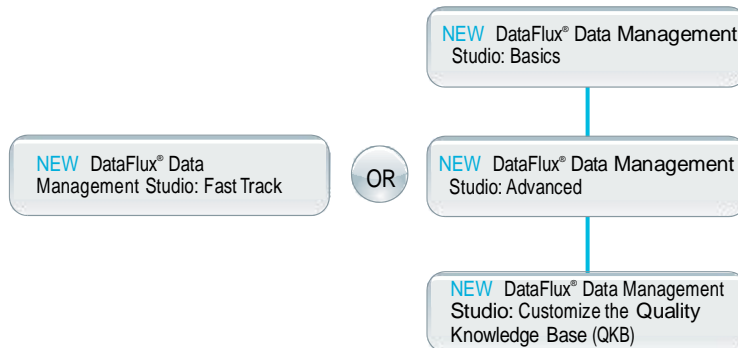 NEW DataFlux® Data Management
Studio: Basics
NEW DataFlux® Data
Management Studio: Fast Track
OR
NEW DataFlux® Data Management
Studio: Advanced
NEW DataFlux® Data Management
Studio: Customize the Quality
Knowledge Base (QKB)